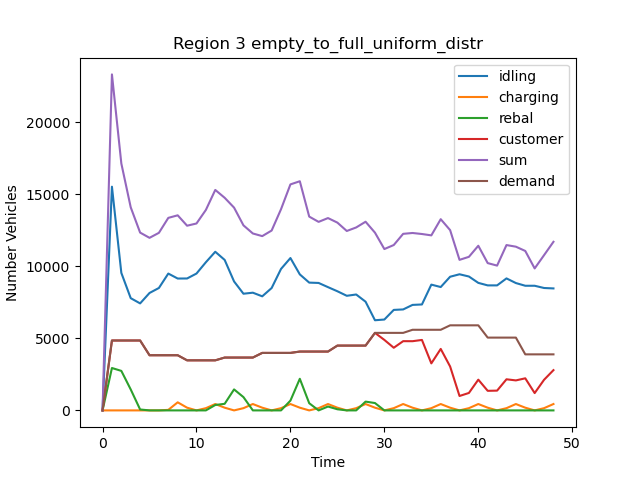 Region 3 empty_to_full_uniform_distr
idling
charging
rebal
customer
sum
demand
20000
15000
10000
5000
0
Number Vehicles
0 10 20 30 40 50
Time